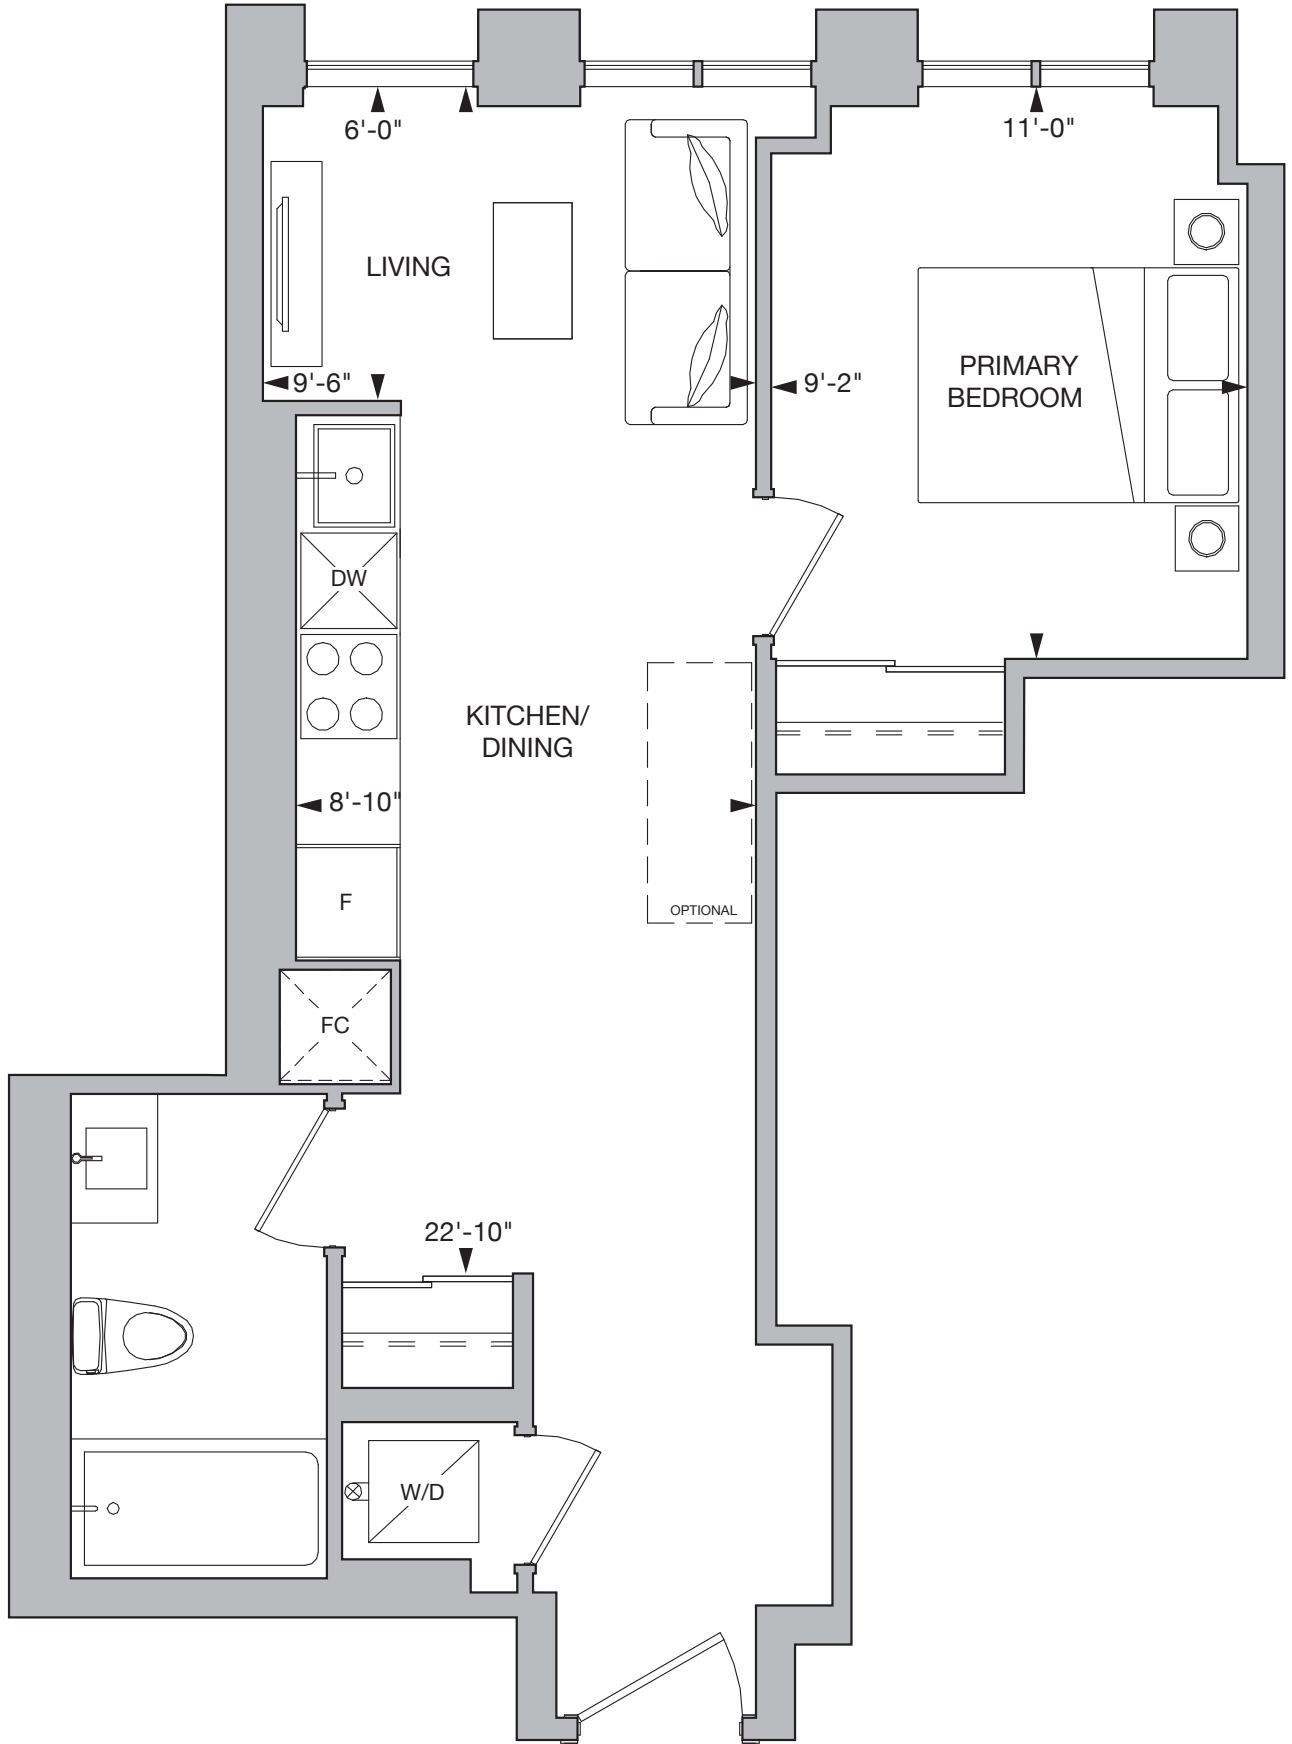 6'-0"
11'-0"
LIVING
9'-6"
9'-2"
PRIMARY
BEDROOM
DW
KITCHEN/
DINING
8'-10"
F
OPTIONAL
FC
22'-10"
W/D